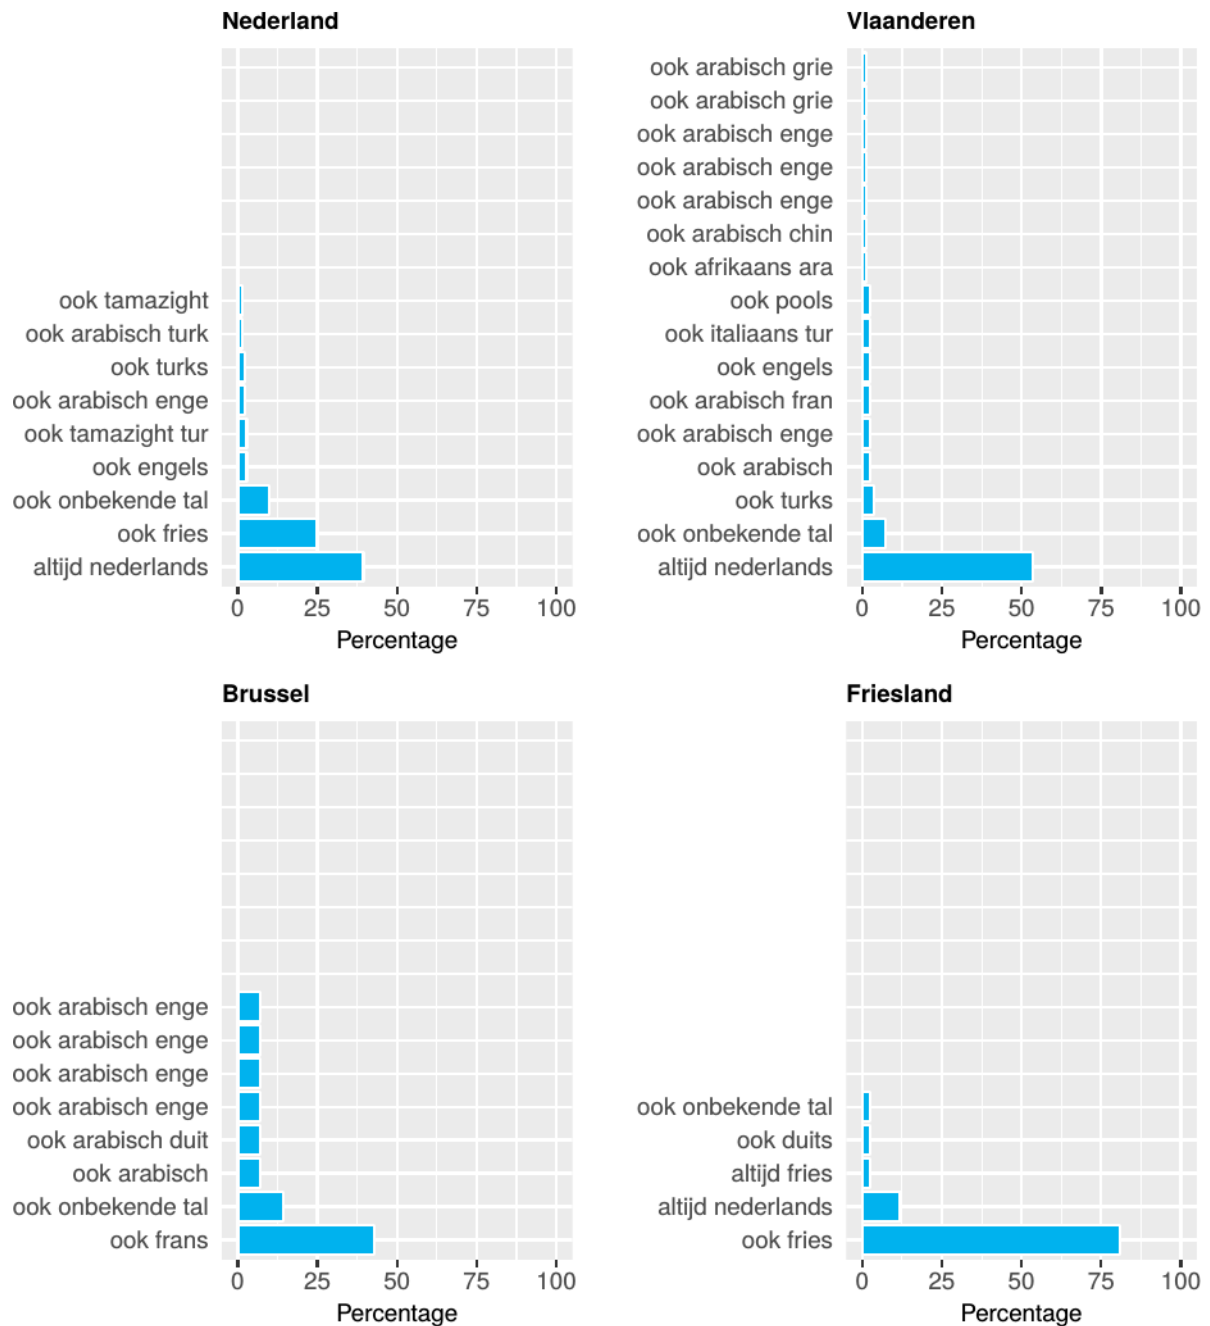 Nederland
ook tamazight
ook arabisch turk
ook turks
ook arabisch enge
ook tamazight tur
ook engels
ook onbekende tal
ook fries
altijd nederlands
0 25 50 75 100
Percentage
Vlaanderen
ook arabisch grie
ook arabisch grie
ook arabisch enge
ook arabisch enge
ook arabisch enge
ook arabisch chin
ook afrikaans ara
ook pools
ook italiaans tur
ook engels
ook arabisch fran
ook arabisch enge
ook arabisch
ook turks
ook onbekende tal
altijd nederlands
0 25 50 75 100
Percentage
Brussel
ook arabisch enge
ook arabisch enge
ook arabisch enge
ook arabisch enge
ook arabisch duit
ook arabisch
ook onbekende tal
ook frans
0 25 50 75 100
Percentage
Friesland
ook onbekende tal
ook duits
altijd fries
altijd nederlands
ook fries
0 25 50 75 100
Percentage